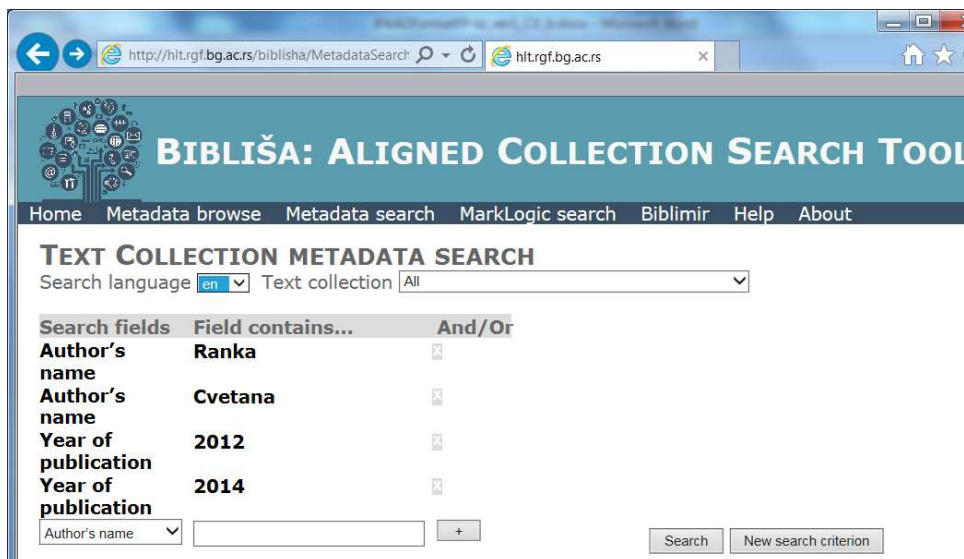 http://hlt.rgf.bg.ac.rs/biblisha/MetadataSearch
hlt.rgf.bg.ac.rs
BIBLIŠA: ALIGNED COLLECTION SEARCH TOOL
Home Metadata browse Metadata search MarkLogic search Biblimir Help About
TEXT COLLECTION METADATA SEARCH
Search language en Text collection All
Search fields Field contains... And/Or
Author's name Ranka X
Author's name Cvetana X
Year of publication 2012 X
Year of publication 2014 X
Author's name +
Search New search criterion